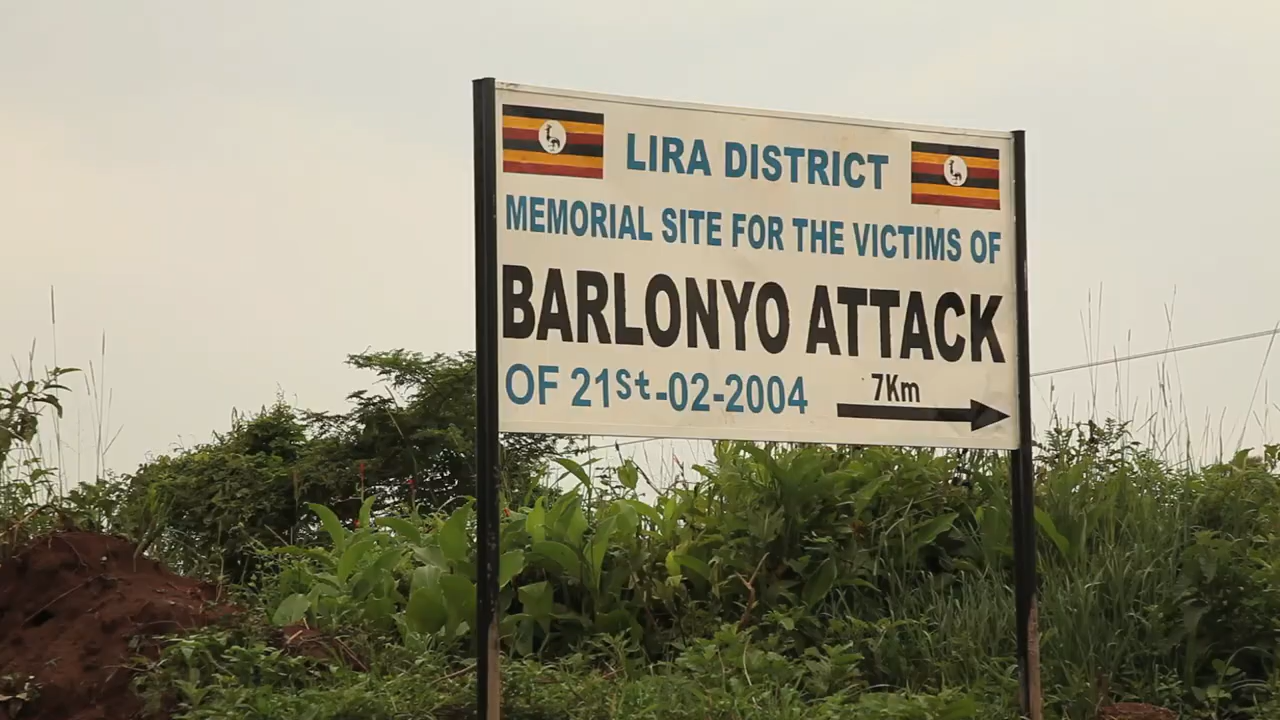 LIRA DISTRICT
MEMORIAL SITE FOR THE VICTIMS OF
BARLONYO ATTACK
OF 21St-02-2004 7Km